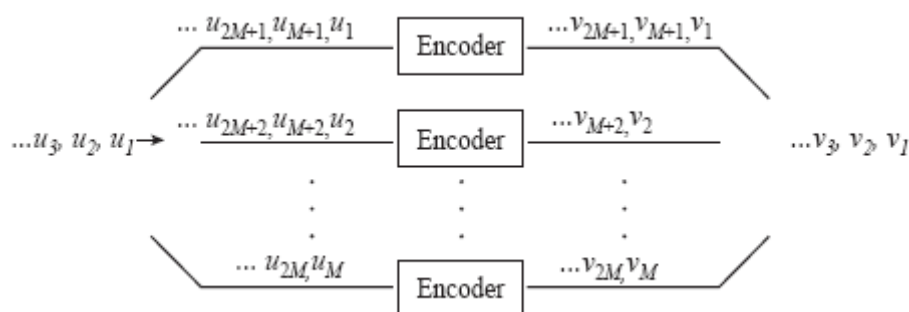 ... u₂M+1,uM+1,u₁ Encoder ...v₂M+1,vM+1,v₁
...u₃, u₂, u₁ ... u₂M+2,uM+2,u₂ Encoder ...vM+2,v₂ ...v₃, v₂, v₁
... u₂M,uM Encoder ...v₂M,vM